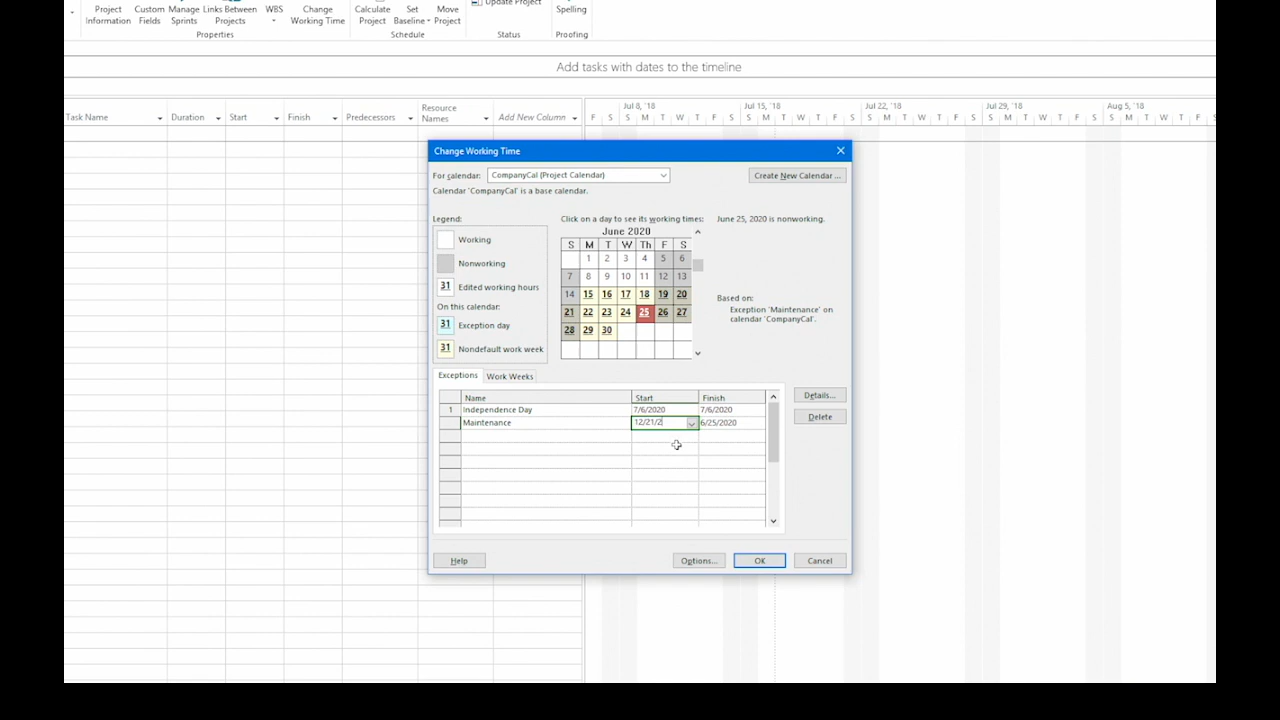 Update Project
Project Information
Custom Fields
Manage Sprints
Links Between Projects
WBS
Change Working Time
Calculate Project
Set Baseline
Move Project
Spelling
Properties
Schedule
Status
Proofing
Add tasks with dates to the timeline
Task Name
Duration
Start
Finish
Predecessors
Resource Names
Add New Column
Jul 8, '18
Jul 15, '18
Jul 22, '18
Jul 29, '18
Aug 5, '18
F S S M T W T F S S M T W T F S S M T W T F S S M T W T F S S M T W T F S
Change Working Time
For calendar: CompanyCal (Project Calendar)
Create New Calendar ...
Calendar 'CompanyCal' is a base calendar.
Legend:
Working
Nonworking
31 Edited working hours
On this calendar:
31 Exception day
31 Nondefault work week
Click on a day to see its working times:
June 2020
S M T W Th F S
1 2 3 4 5 6
7 8 9 10 11 12 13
14 15 16 17 18 19 20
21 22 23 24 25 26 27
28 29 30
June 25, 2020 is nonworking.
Based on:
Exception 'Maintenance' on
calendar 'CompanyCal'.
Exceptions
Work Weeks
Name Start Finish
1 Independence Day 7/6/2020 7/6/2020
Maintenance 12/21/2 6/25/2020
Details...
Delete
Help
Options...
OK
Cancel